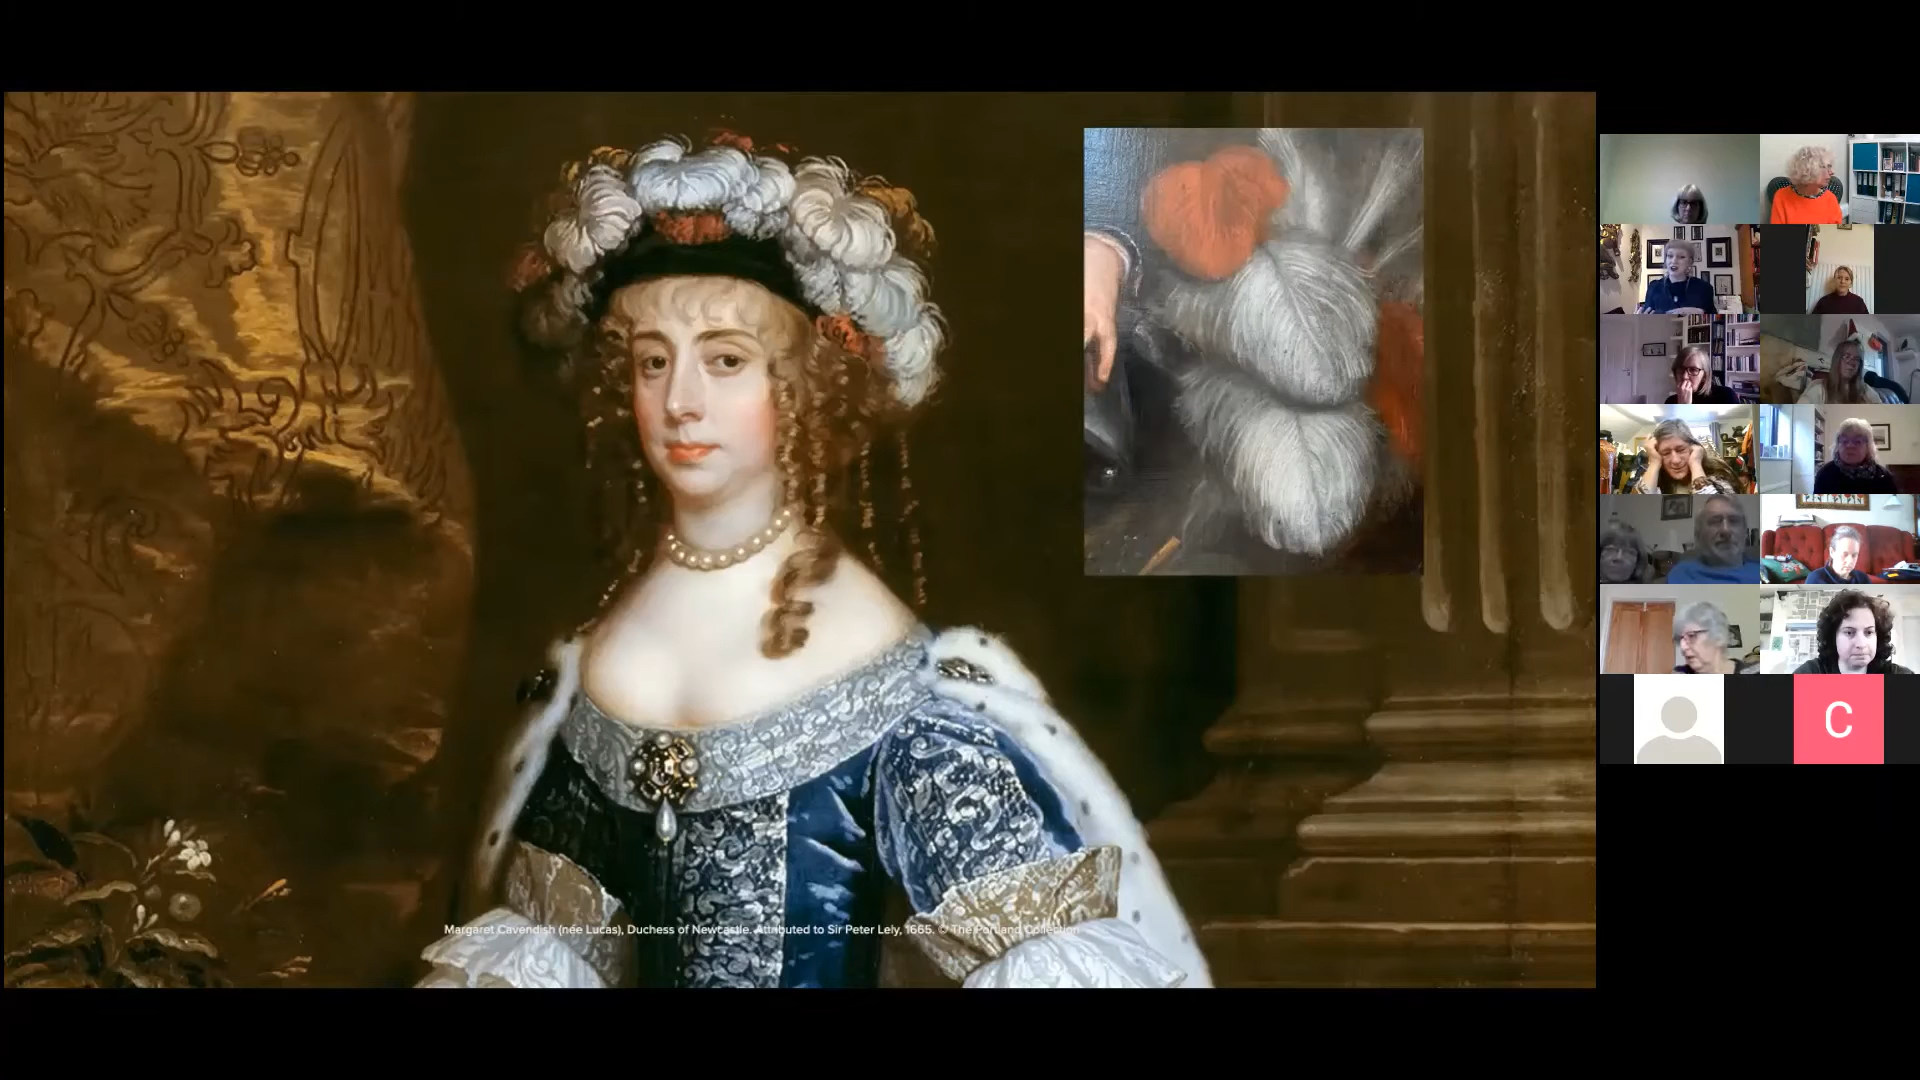 Margaret Cavendish (née Lucas), Duchess of Newcastle. Attributed to Sir Peter Lely, 1665. © The Portland Collection
C